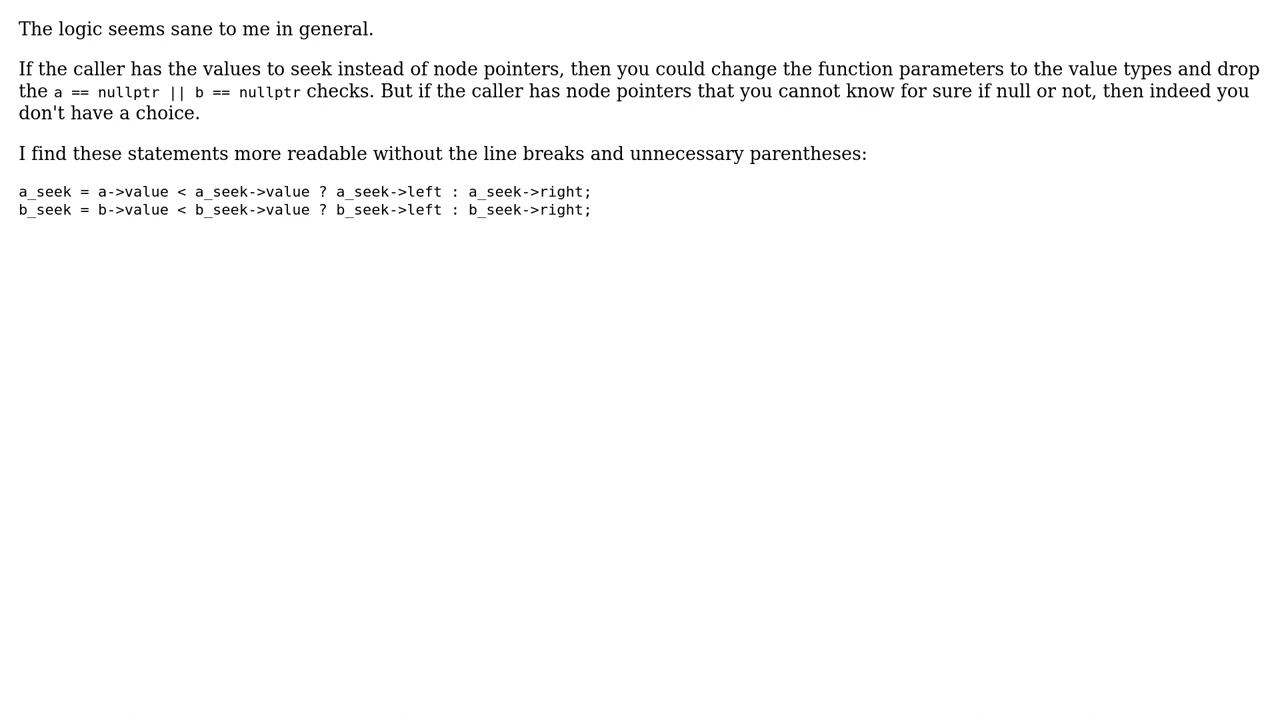 The logic seems sane to me in general.
If the caller has the values to seek instead of node pointers, then you could change the function parameters to the value types and drop
the a == nullptr || b == nullptr checks. But if the caller has node pointers that you cannot know for sure if null or not, then indeed you
don't have a choice.
I find these statements more readable without the line breaks and unnecessary parentheses:
a_seek = a->value < a_seek->value ? a_seek->left : a_seek->right;
b_seek = b->value < b_seek->value ? b_seek->left : b_seek->right;